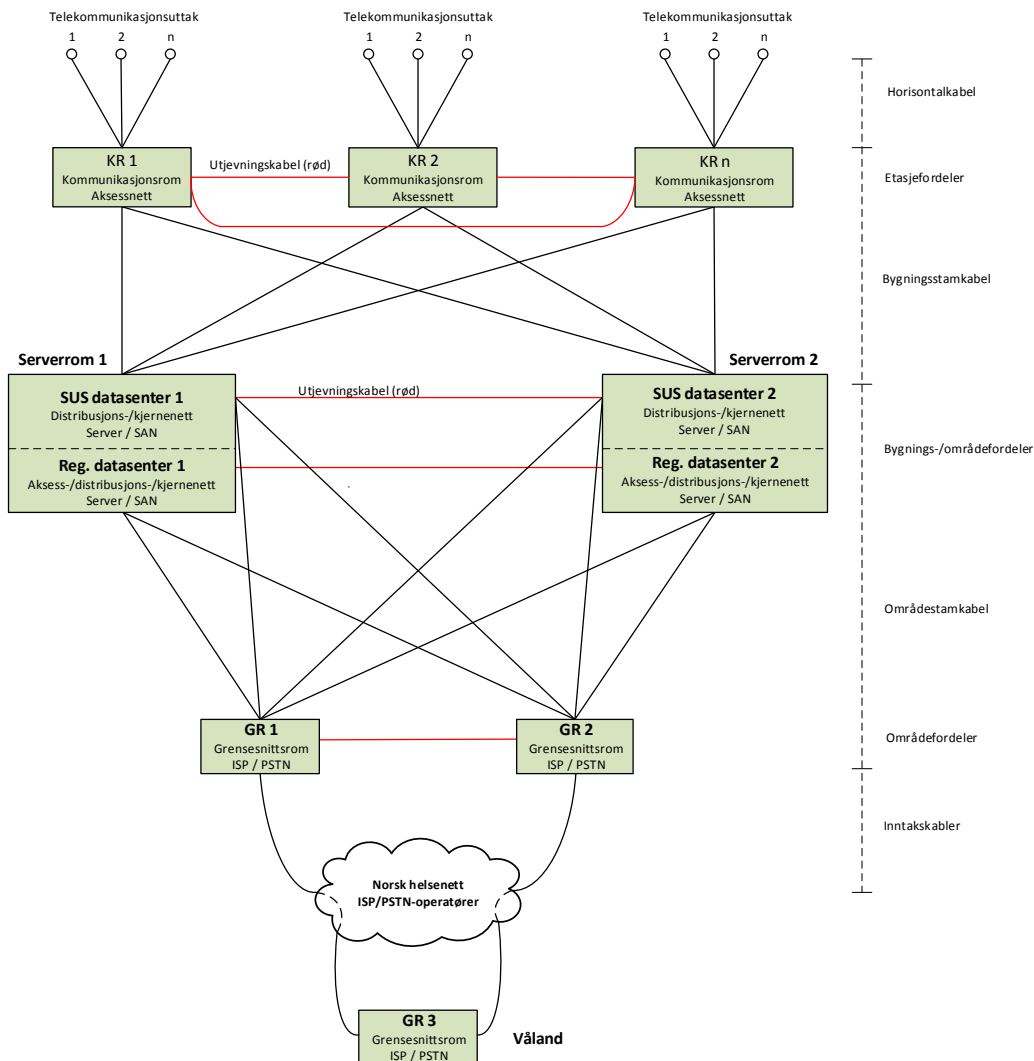 Telekommunikasjonsuttak
Telekommunikasjonsuttak
Telekommunikasjonsuttak
1
2
n
1
2
n
1
2
n
Horisontalkabel
KR 1
Kommunikasjonsrom
Aksessnett
Utjevningskabel (rød)
KR 2
Kommunikasjonsrom
Aksessnett
KR n
Kommunikasjonsrom
Aksessnett
Etasjefordeler
Bygningsstamkabel
Serverrom 1
Serverrom 2
SUS datasenter 1
Distribusjons-/kjernenett
Server / SAN
Reg. datasenter 1
Aksess-/distribusjons-/kjernenett
Server / SAN
Utjevningskabel (rød)
SUS datasenter 2
Distribusjons-/kjernenett
Server / SAN
Reg. datasenter 2
Aksess-/distribusjons-/kjernenett
Server / SAN
Bygnings-/områdefordeler
Områdestamkabel
GR 1
Grensesnittsrom
ISP / PSTN
GR 2
Grensesnittsrom
ISP / PSTN
Områdefordeler
Inntakskabler
Norsk helsenett
ISP/PSTN-operatører
GR 3
Grensesnittsrom
ISP / PSTN
Våland